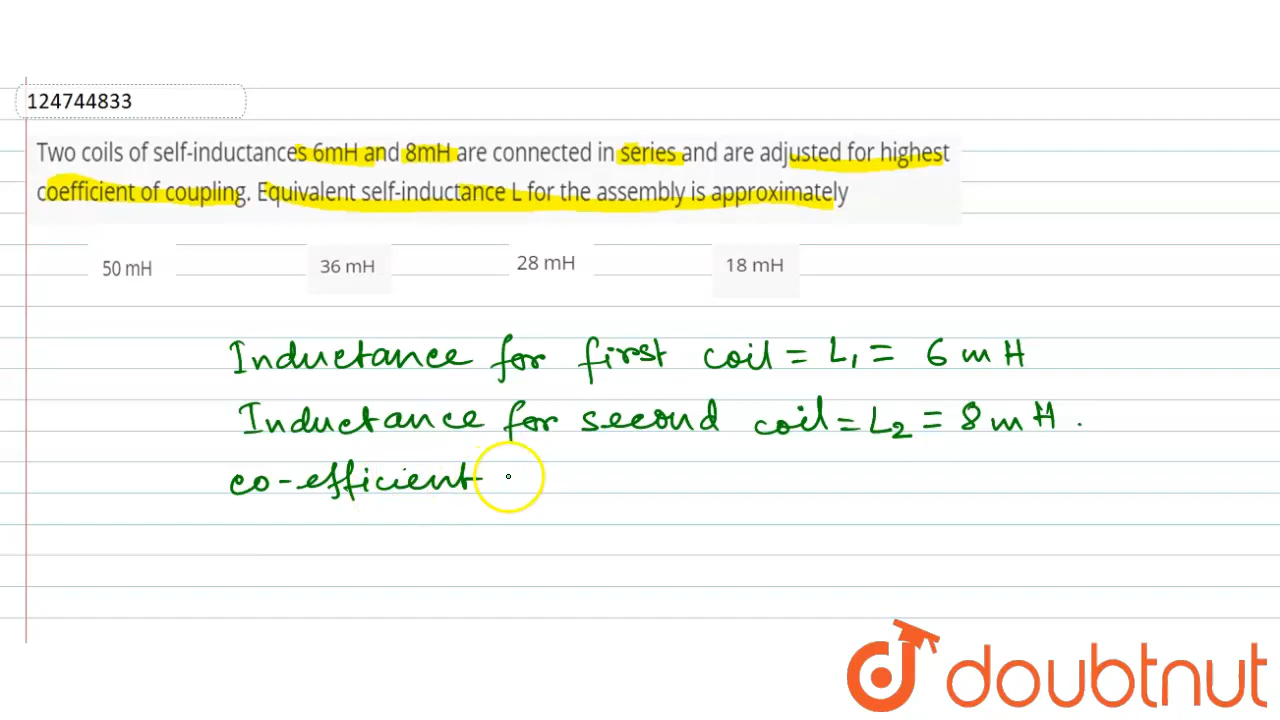 124744833
Two coils of self-inductances 6mH and 8mH are connected in series and are adjusted for highest
coefficient of coupling. Equivalent self-inductance L for the assembly is approximately
50 mH 36 mH 28 mH 18 mH
Inductance for first coil = L1 = 6 mH
Inductance for second coil = L2 = 8 mH.
co-efficient
doubtnut